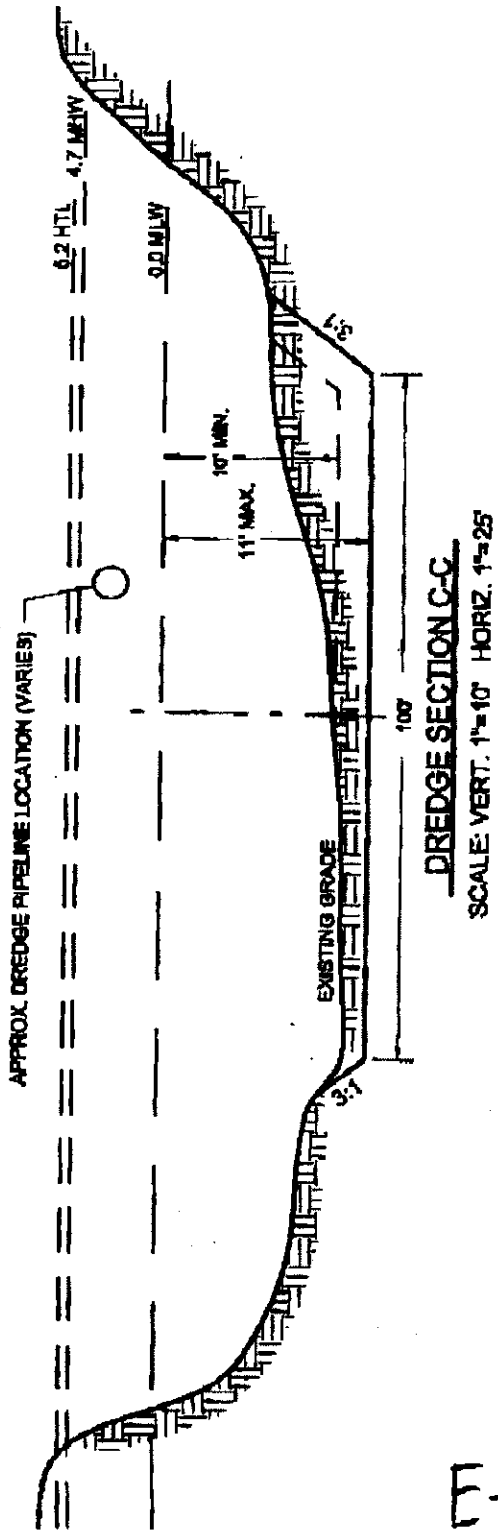 APPROX. DREDGE PIPELINE LOCATION (VARIES)
6.2 HTL
4.7 MHW
0.0 MLW
10' MIN.
11' MAX.
EXISTING GRADE
3:1
3:1
100'
DREDGE SECTION C-C
SCALE: VERT. 1"=10' HORIZ. 1"=25'
E-